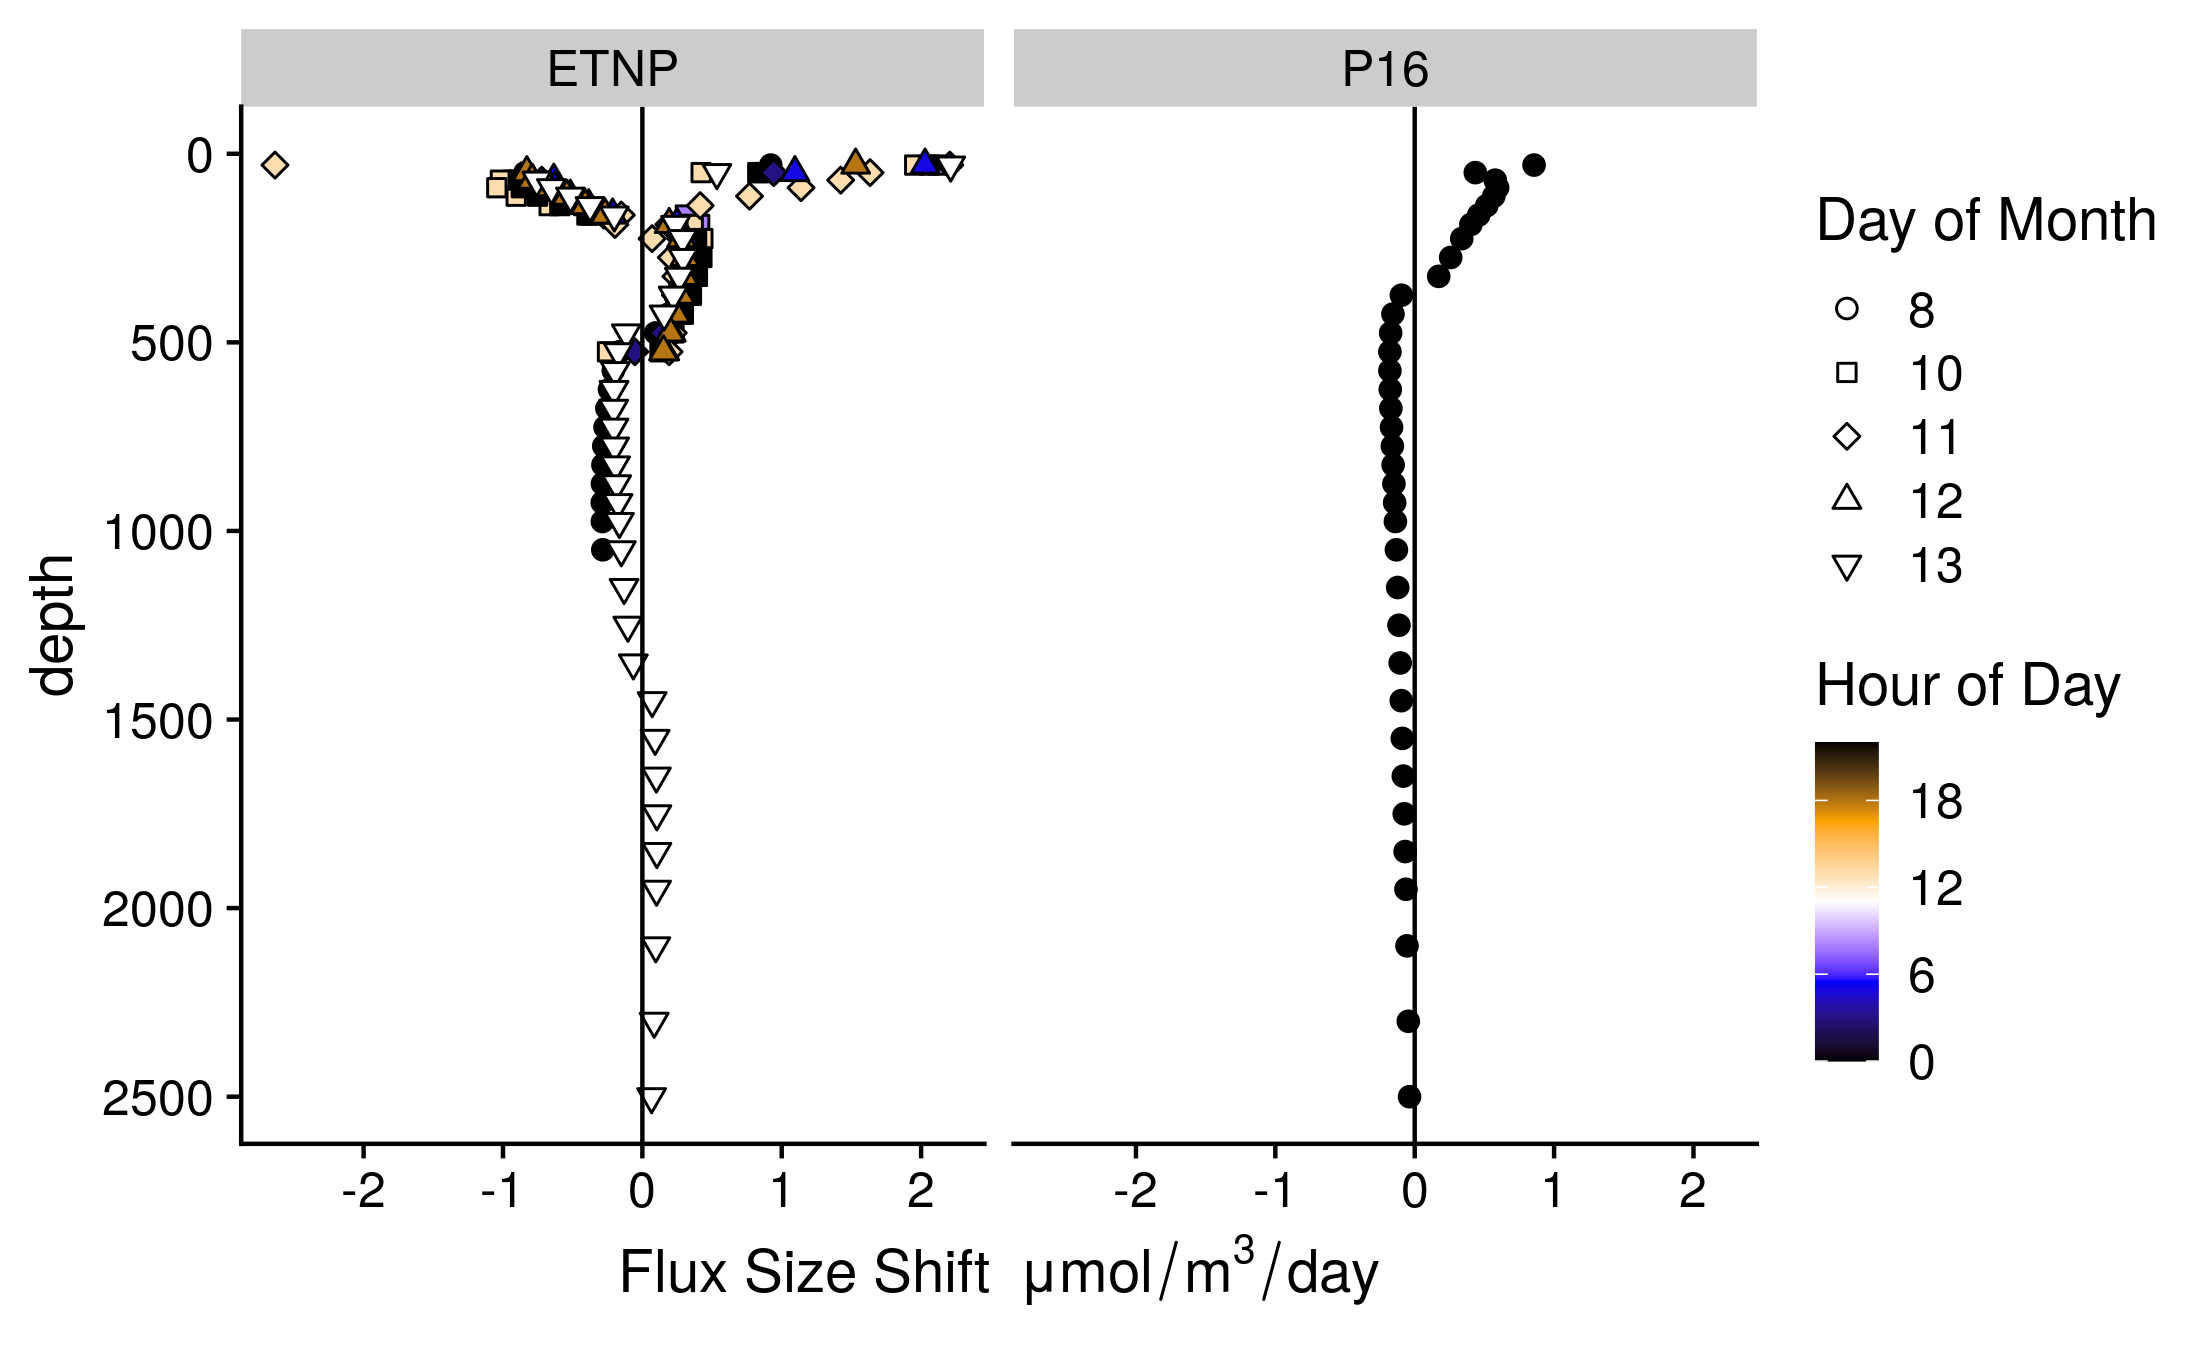 ETNP
P16
0
500
1000
1500
2000
2500
depth
-2 -1 0 1 2
-2 -1 0 1 2
Flux Size Shift µmol/m³/day
Day of Month
8
10
11
12
13
Hour of Day
18
12
6
0